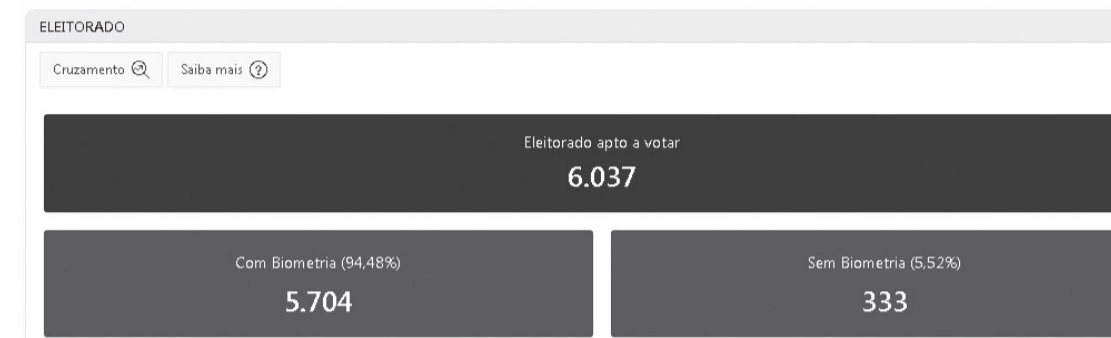 ELEITORADO
Cruzamento Saiba mais
Eleitorado apto a votar
6.037
Com Biometria (94,48%) Sem Biometria (5,52%)
5.704 333